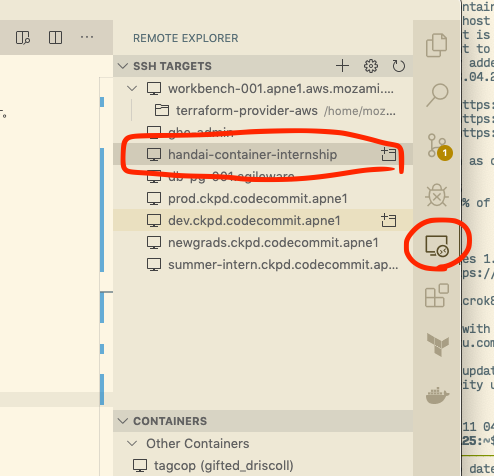 REMOTE EXPLORER
SSH TARGETS
workbench-001.apne1.aws.mozami...
terraform-provider-aws /home/moz...
ghe-admin
handai-container-internship
db-pg-001.agileware
prod.ckpd.codecommit.apne1
dev.ckpd.codecommit.apne1
newgrads.ckpd.codecommit.apne1
summer-intern.ckpd.codecommit.ap...
CONTAINERS
Other Containers
tagcop (gifted_driscoll)
。
1
ntain
host
t is
t to
adde
.04.2
ttps:
ttps:
ttps:
as c
% of
es 1.
ps://
crok8
with
u.com
updat
ity u
11 04
25:~$
date